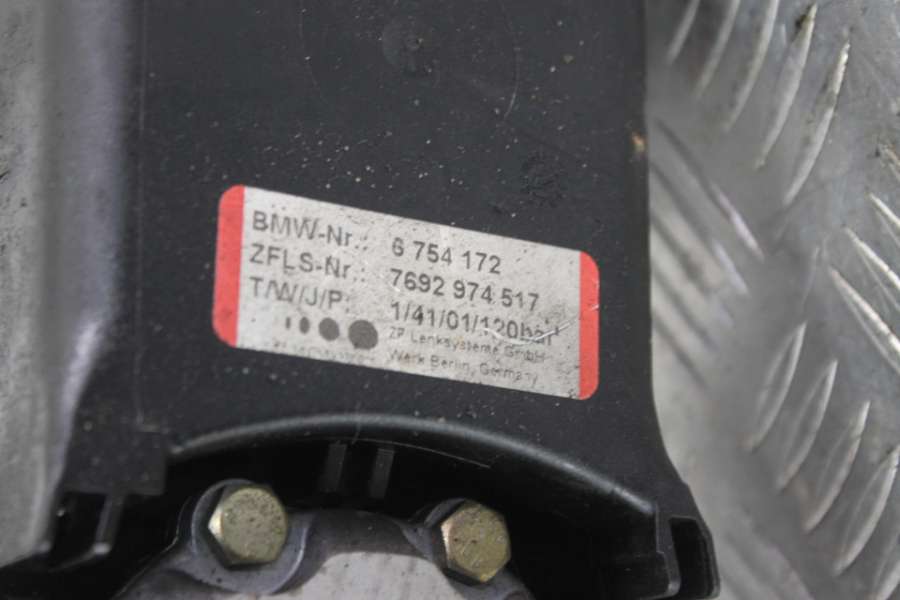 BMW-Nr.: 6 754 172
ZFLS-Nr.: 7692 974 517
T/W/J/P: 1/41/01/120bar
ZF Lenksysteme GmbH
Werk Berlin, Germany